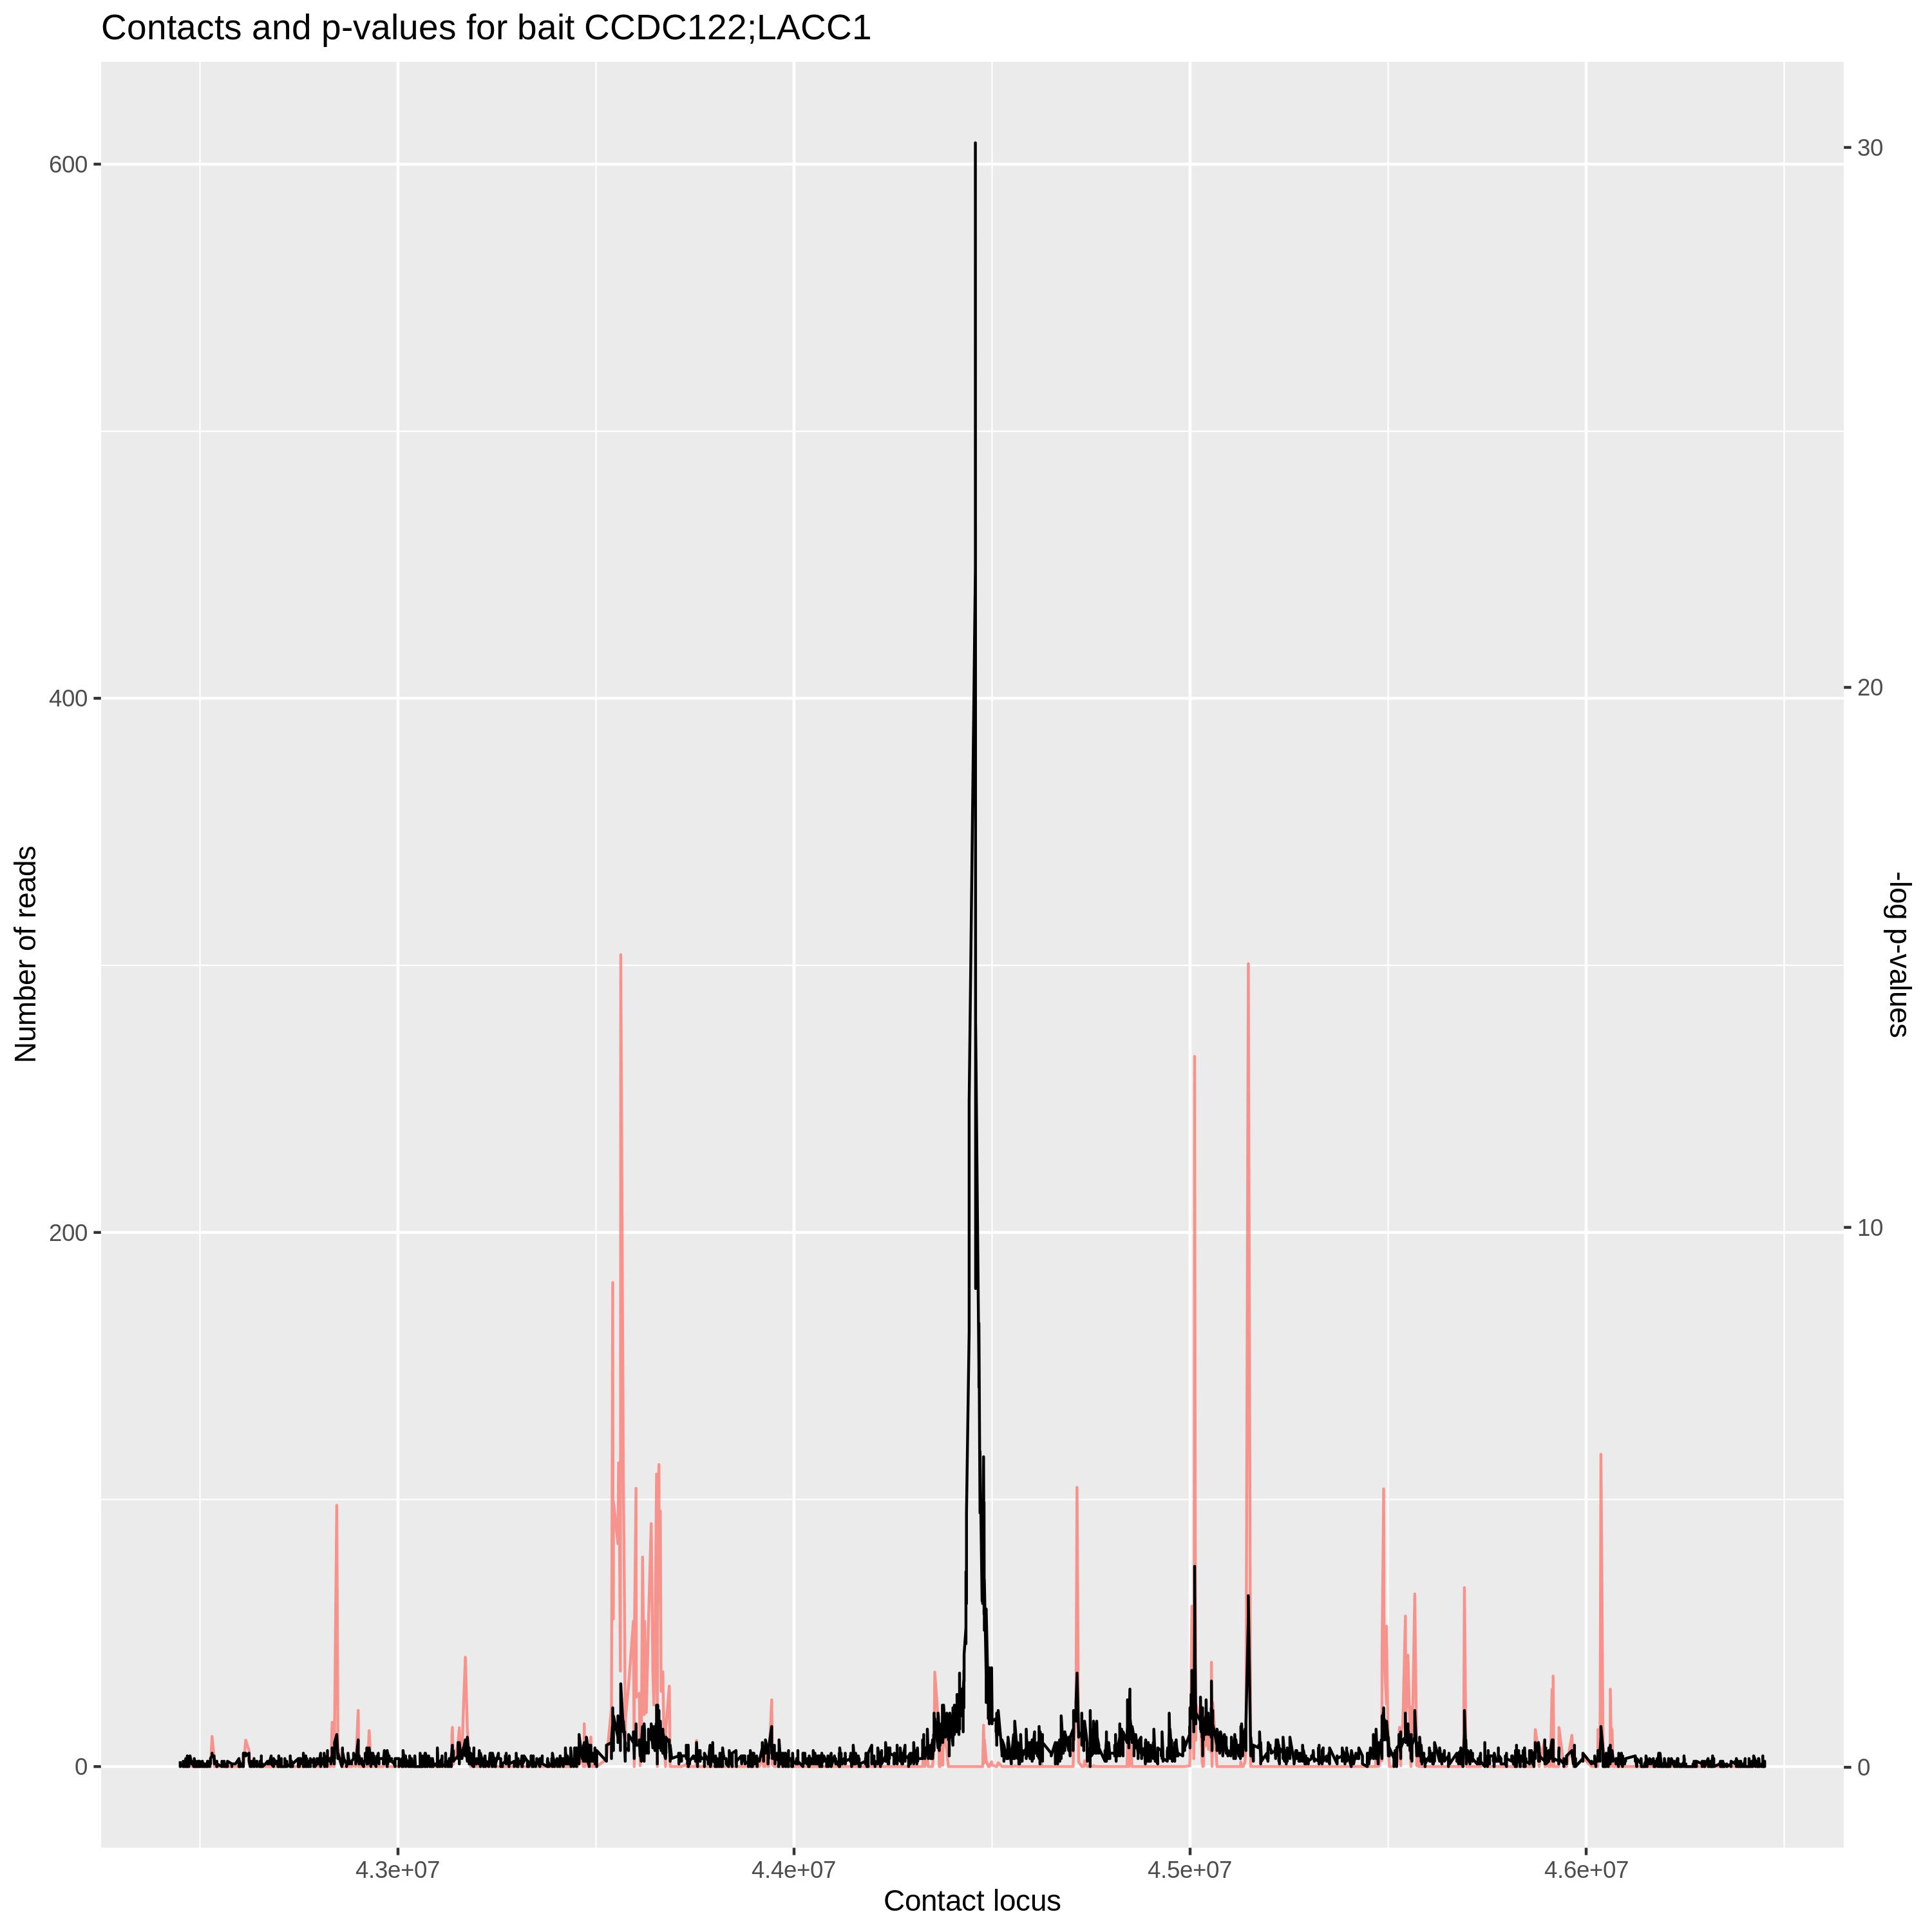 Contacts and p-values for bait CCDC122;LACC1
600
400
200
0
30
20
10
0
Number of reads
-log p-values
4.3e+07 4.4e+07 4.5e+07 4.6e+07
Contact locus